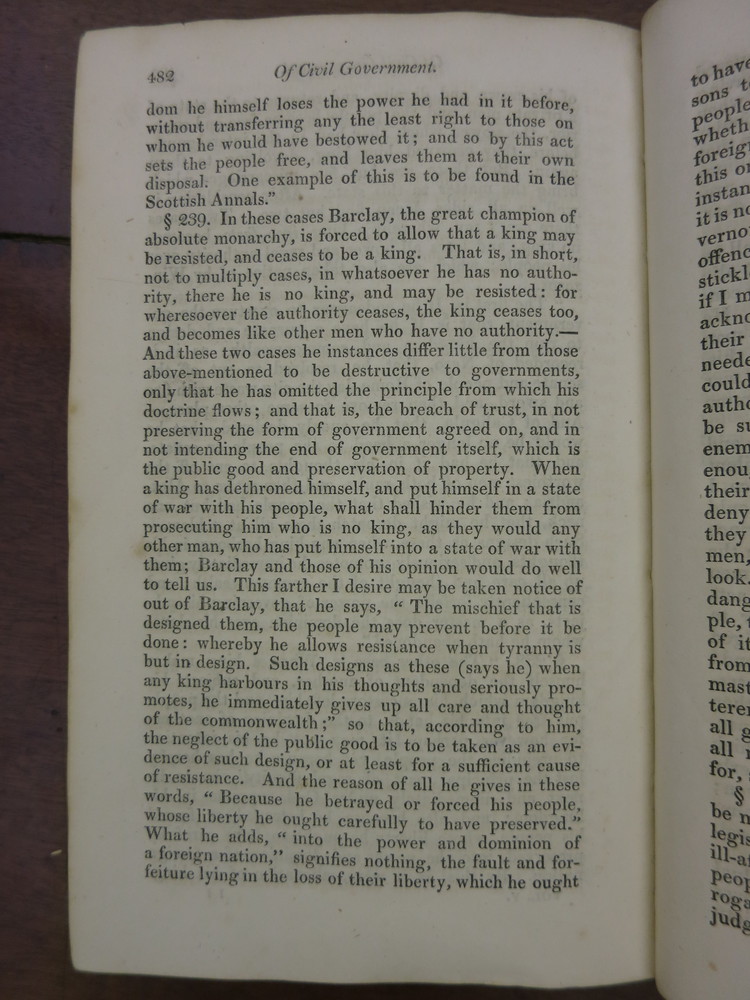 482
Of Civil Government.
dom he himself loses the power he had in it before,
without transferring any the least right to those on
whom he would have bestowed it; and so by this act
sets the people free, and leaves them at their own
disposal. One example of this is to be found in the
Scottish Annals.”
§ 239. In these cases Barclay, the great champion of
absolute monarchy, is forced to allow that a king may
be resisted, and ceases to be a king. That is, in short,
not to multiply cases, in whatsoever he has no autho-
rity, there he is no king, and may be resisted: for
wheresoever the authority ceases, the king ceases too,
and becomes like other men who have no authority.—
And these two cases he instances differ little from those
above-mentioned to be destructive to governments,
only that he has omitted the principle from which his
doctrine flows; and that is, the breach of trust, in not
preserving the form of government agreed on, and in
not intending the end of government itself, which is
the public good and preservation of property. When
a king has dethroned himself, and put himself in a state
of war with his people, what shall hinder them from
prosecuting him who is no king, as they would any
other man, who has put himself into a state of war with
them; Barclay and those of his opinion would do well
to tell us. This farther I desire may be taken notice of
out of Barclay, that he says, “ The mischief that is
designed them, the people may prevent before it be
done: whereby he allows resistance when tyranny is
but in design. Such designs as these (says he) when
any king harbours in his thoughts and seriously pro-
motes, he immediately gives up all care and thought
of the commonwealth;” so that, according to him,
the neglect of the public good is to be taken as an evi-
dence of such design, or at least for a sufficient cause
of resistance. And the reason of all he gives in these
words, “ Because he betrayed or forced his people,
whose liberty he ought carefully to have preserved.”
What he adds, “ into the power and dominion of
a foreign nation,” signifies nothing, the fault and for-
feiture lying in the loss of their liberty, which he ought
to have
sons t
people
wheth
foreig
this o
instan
it is no
verno
offenc
stickl
if I m
ackno
their
neede
could
autho
be su
enem
enou
their
deny
they
men,
look.
dang
ple, t
of it
from
mast
teren
all g
all
for,
§
be n
legis
ill-a
peop
roga
judg